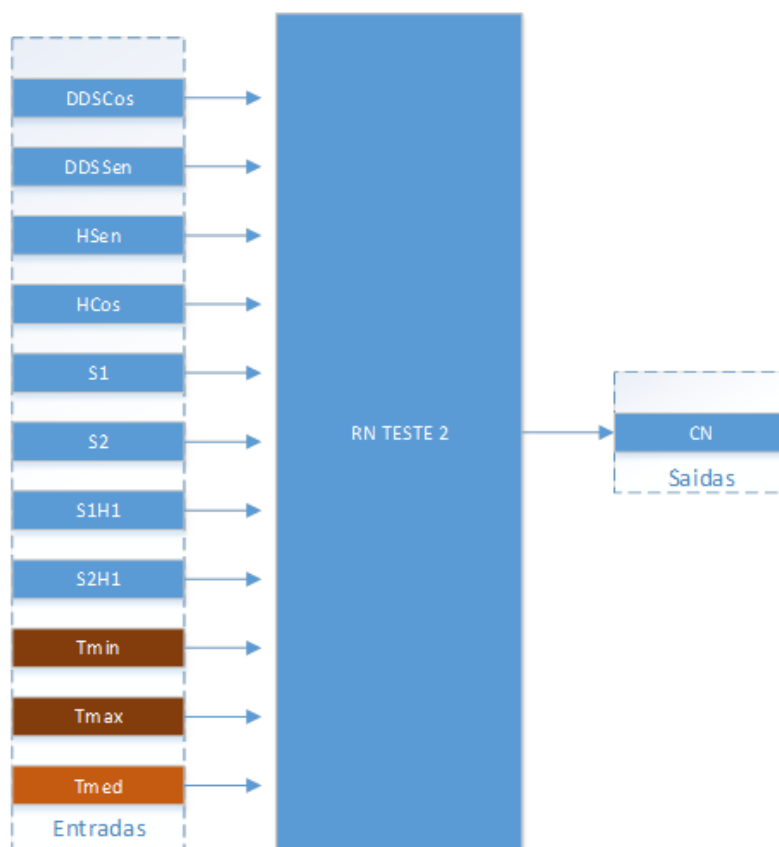 DDSCos
DDSSen
HSen
HCos
S1
S2
S1H1
S2H1
Tmin
Tmax
Tmed
Entradas
RN TESTE 2
CN
Saidas